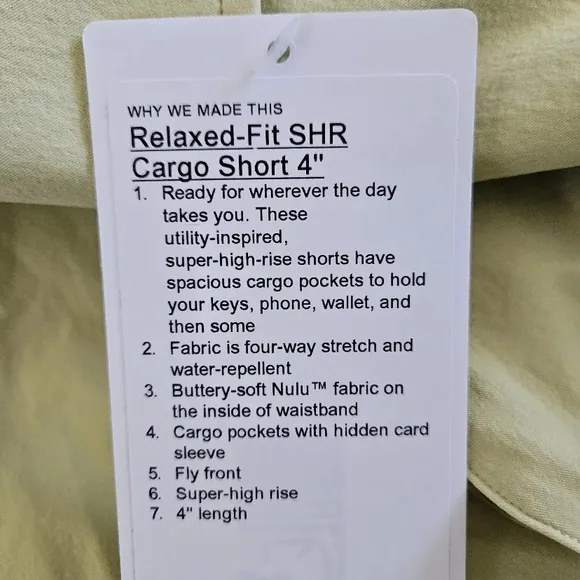 WHY WE MADE THIS
Relaxed-Fit SHR
Cargo Short 4"
1. Ready for wherever the day
takes you. These
utility-inspired,
super-high-rise shorts have
spacious cargo pockets to hold
your keys, phone, wallet, and
then some
2. Fabric is four-way stretch and
water-repellent
3. Buttery-soft Nulu™ fabric on
the inside of waistband
4. Cargo pockets with hidden card
sleeve
5. Fly front
6. Super-high rise
7. 4" length